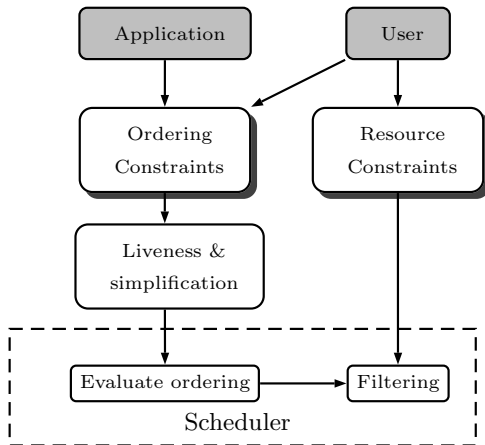 Application
User
Ordering
Constraints
Resource
Constraints
Liveness &
simplification
Evaluate ordering
Filtering
Scheduler